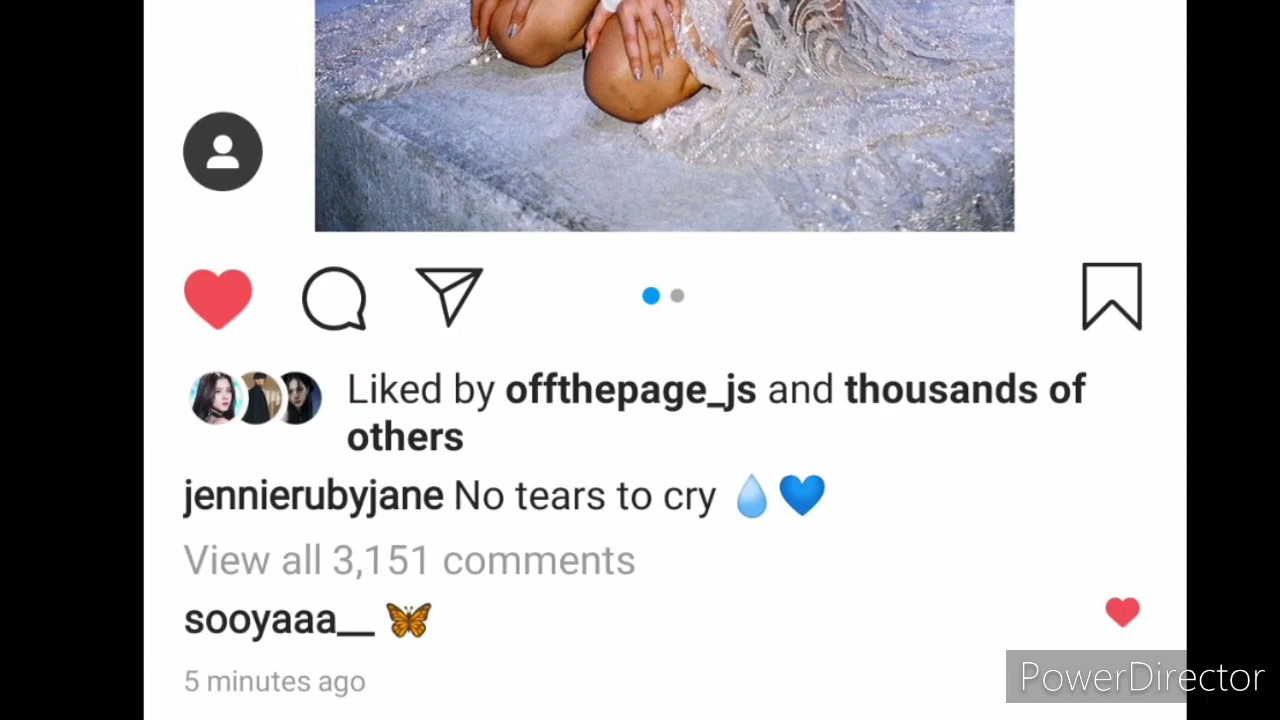 Liked by offthepage_js and thousands of
others
jennierubyjane No tears to cry 💧💙
View all 3,151 comments
sooyaaa__ 🦋
5 minutes ago
PowerDirector